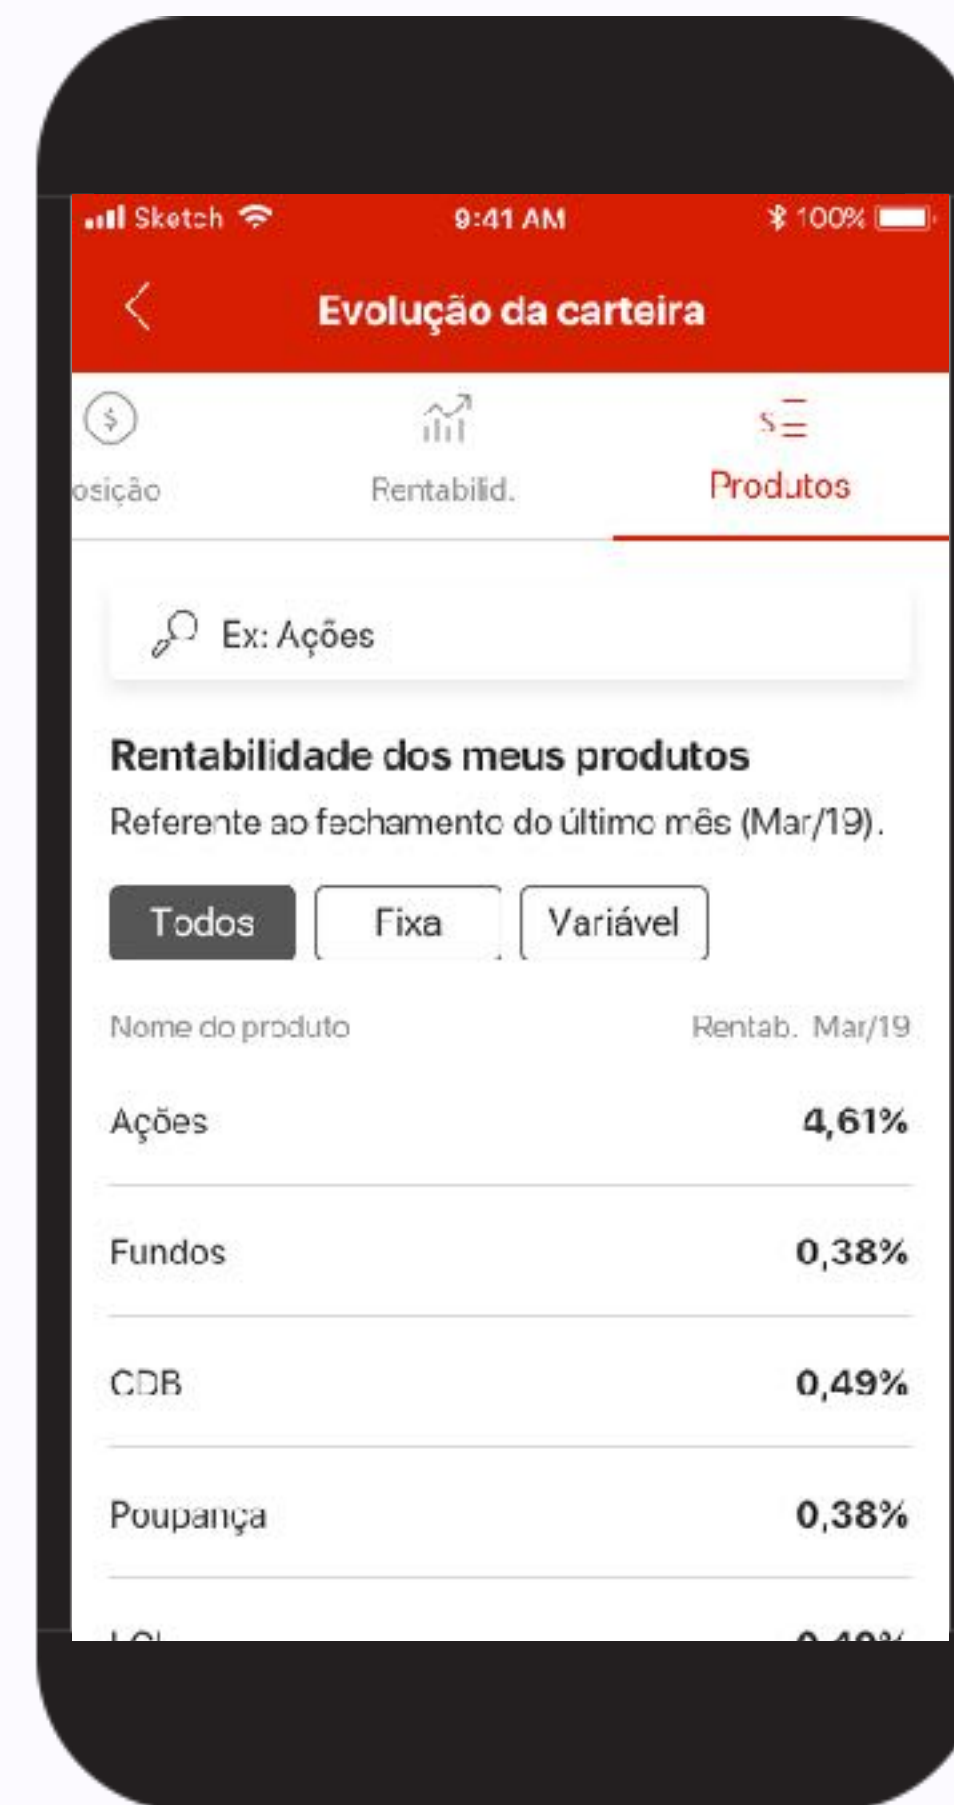 Sketch 9:41 AM 100%
Evolução da carteira
$ S
osição Rentabilid. Produtos
Ex: Ações
Rentabilidade dos meus produtos
Referente ao fechamento do último mês (Mar/19).
Todos Fixa Variável
Nome do produto Rentab. Mar/19
Ações 4,61%
Fundos 0,38%
CDB 0,49%
Poupança 0,38%